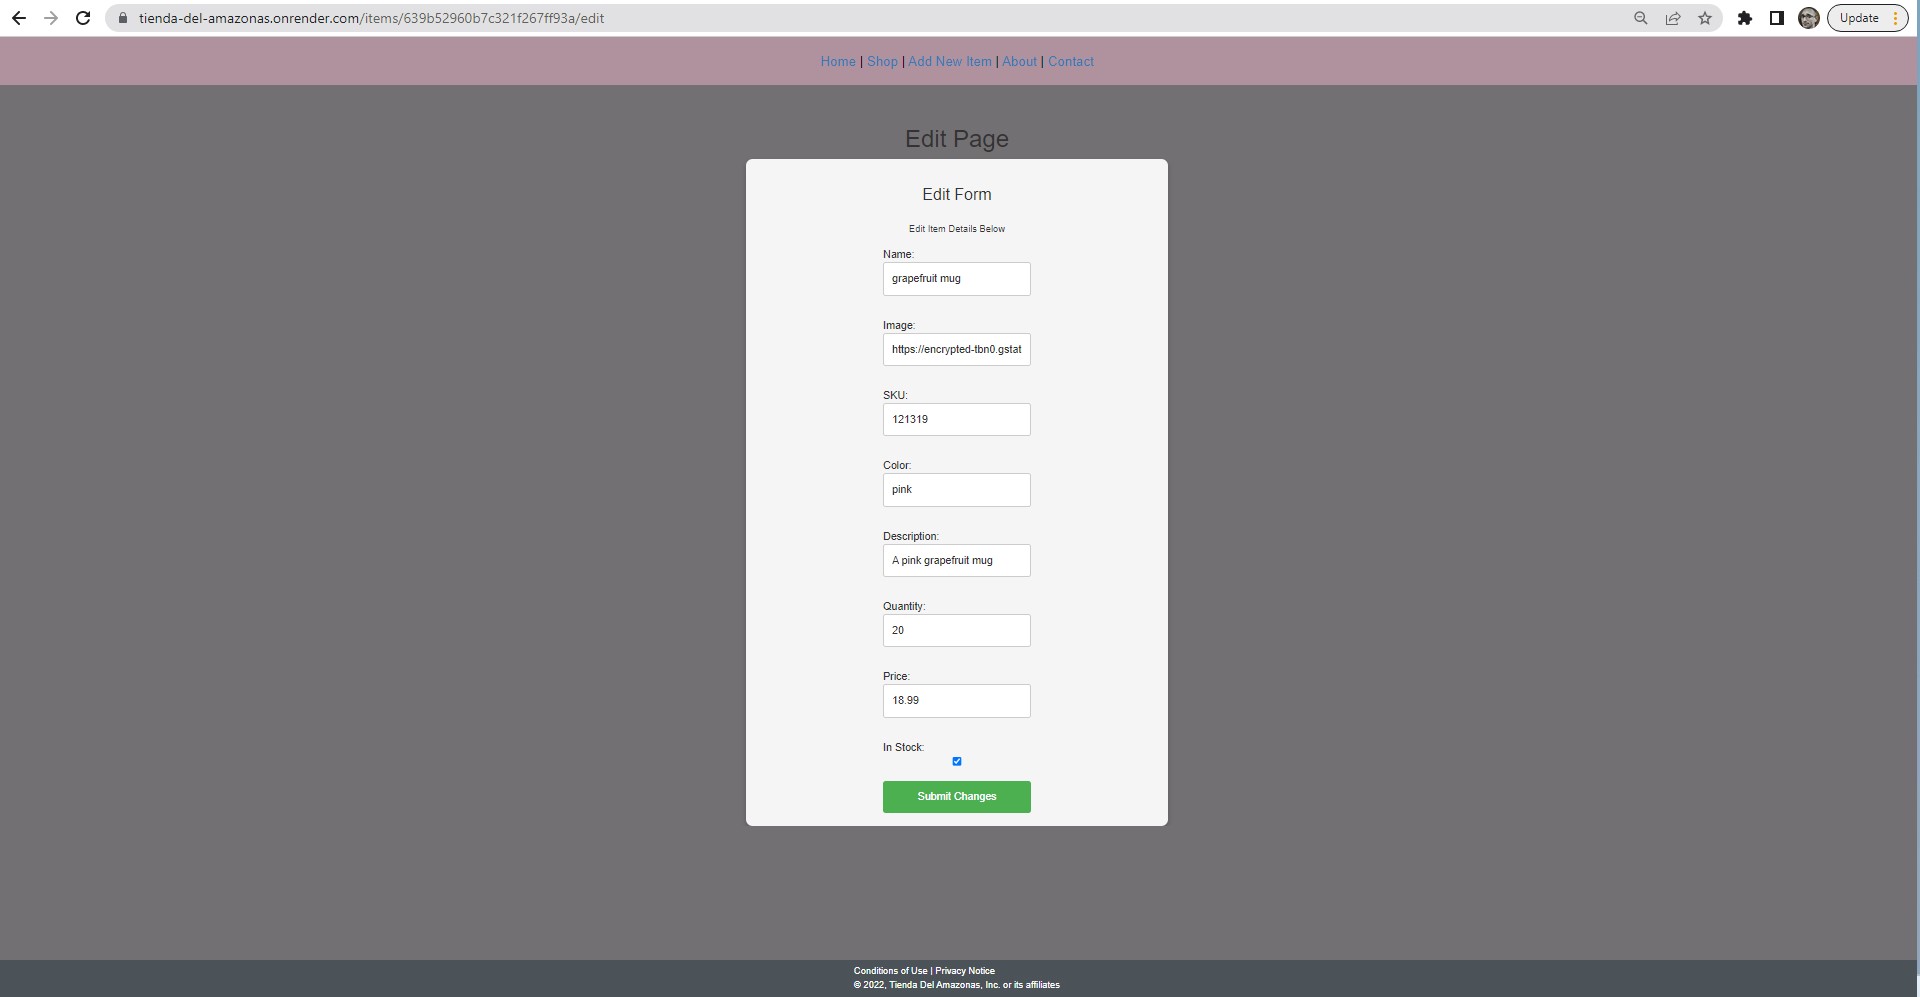 tienda-del-amazonas.onrender.com/items/639b52960b7c321f267ff93a/edit
Update
Home | Shop | Add New Item | About | Contact
Edit Page
Edit Form
Edit Item Details Below
Name:
grapefruit mug
Image:
https://encrypted-tbn0.gstat
SKU:
121319
Color:
pink
Description:
A pink grapefruit mug
Quantity:
20
Price:
18.99
In Stock:
Submit Changes
Conditions of Use | Privacy Notice
© 2022, Tienda Del Amazonas, Inc. or its affiliates